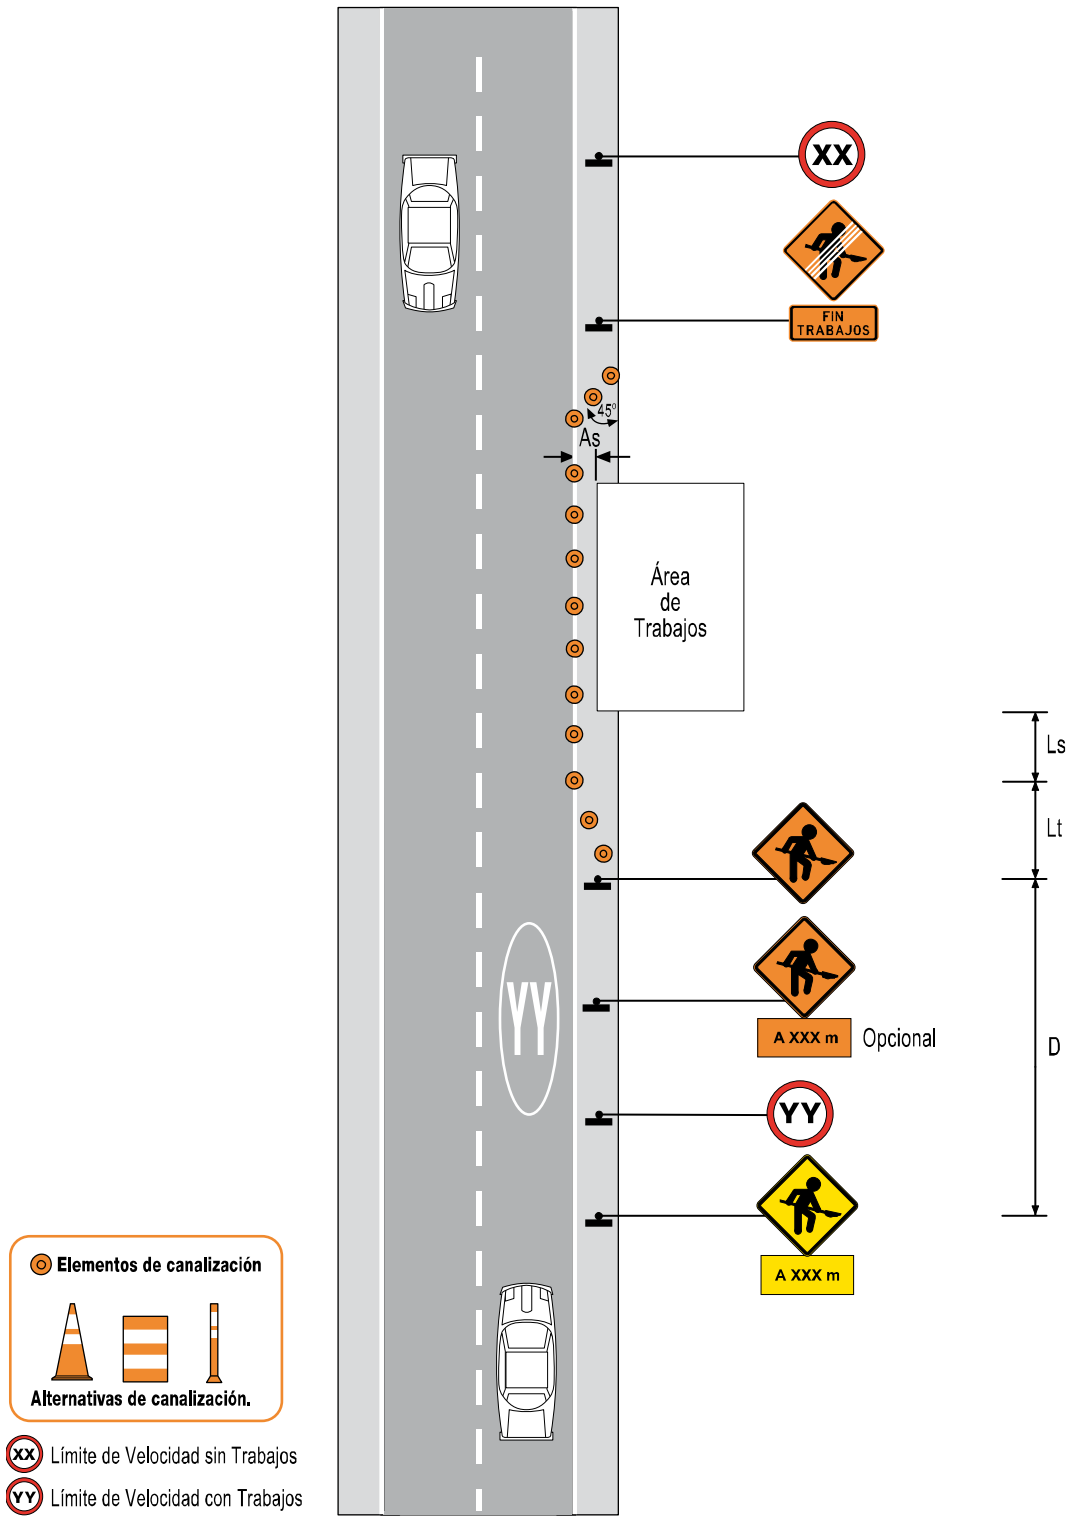 XX
FIN
TRABAJOS
45°
As
Área
de
Trabajos
Ls
Lt
YY
A XXX m
Opcional
D
YY
A XXX m
Elementos de canalización
Alternativas de canalización.
XX Límite de Velocidad sin Trabajos
YY Límite de Velocidad con Trabajos